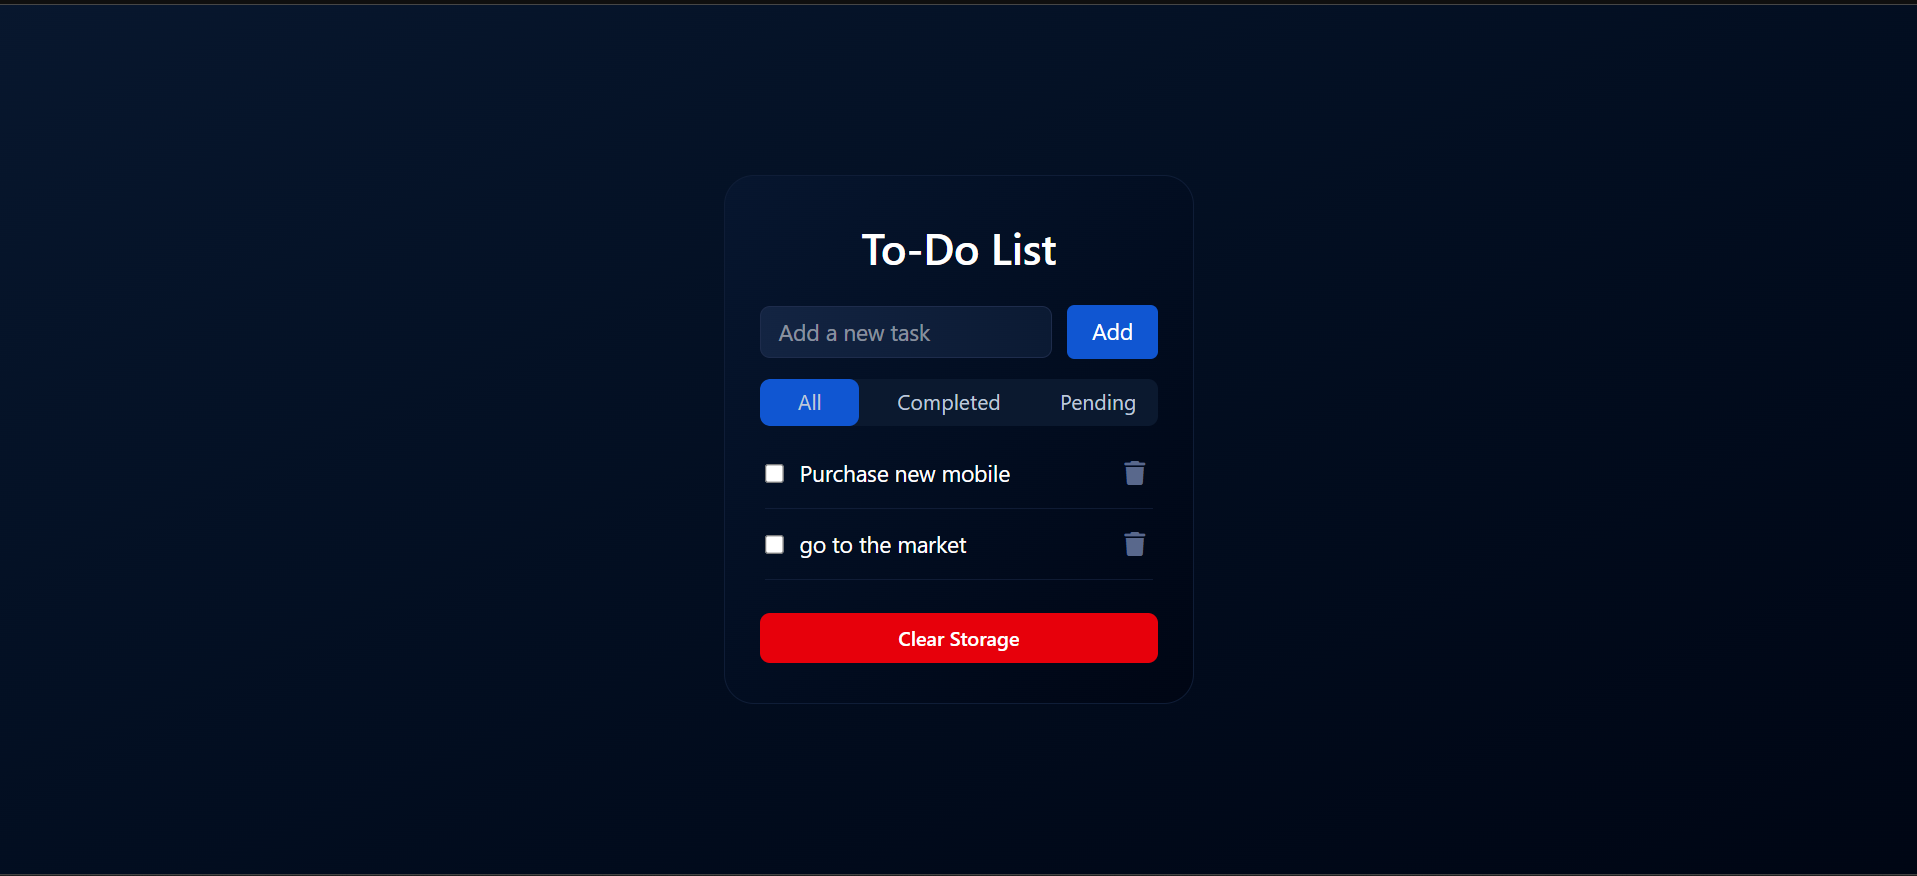 To-Do List
Add a new task
Add
All
Completed
Pending
Purchase new mobile
go to the market
Clear Storage